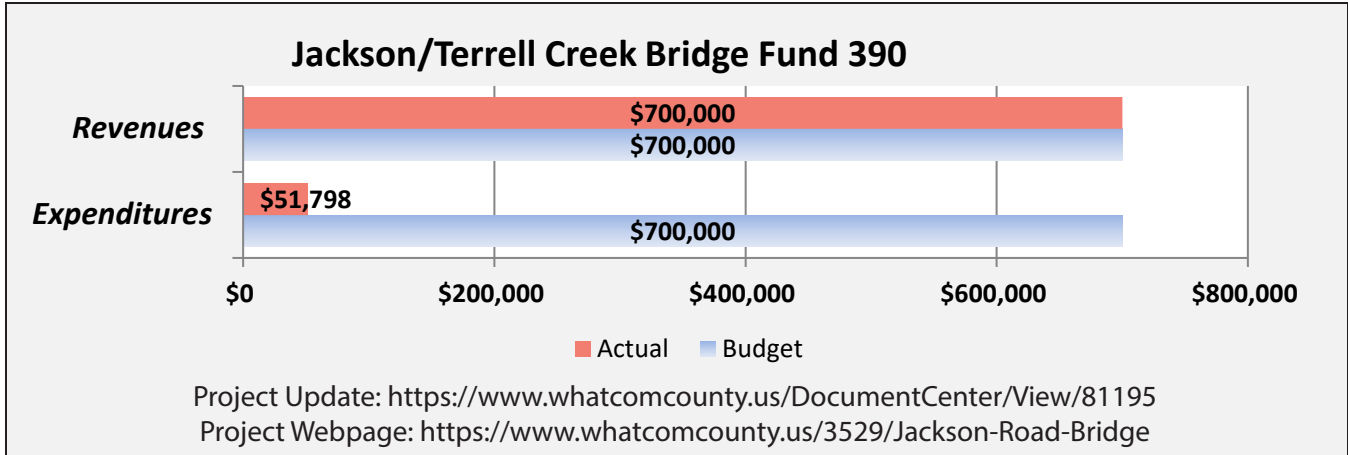 Jackson/Terrell Creek Bridge Fund 390
Revenues
$700,000
$700,000
Expenditures
$51,798
$700,000
$0 $200,000 $400,000 $600,000 $800,000
Actual Budget
Project Update: https://www.whatcomcounty.us/DocumentCenter/View/81195
Project Webpage: https://www.whatcomcounty.us/3529/Jackson-Road-Bridge